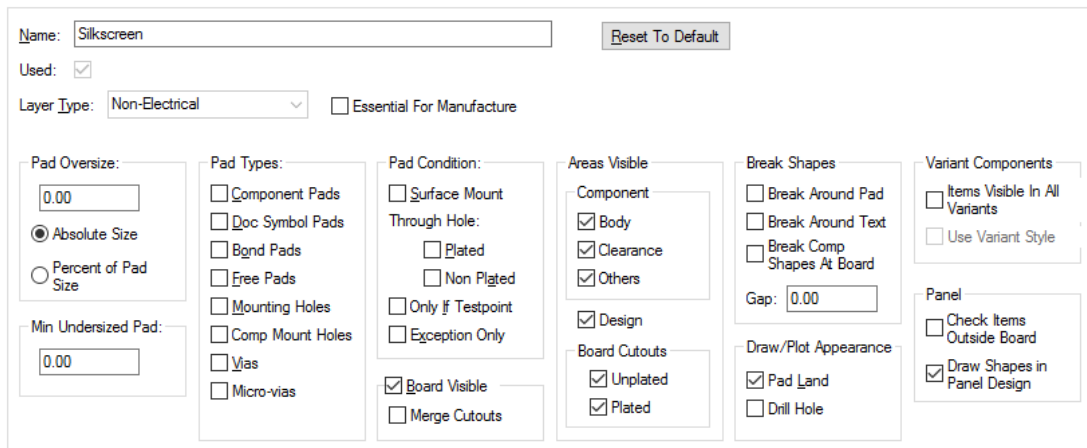 Name: Silkscreen
Reset To Default
Used:
Layer Type: Non-Electrical
Essential For Manufacture
Pad Oversize:
0.00
Absolute Size
Percent of Pad
Size
Min Undersized Pad:
0.00
Pad Types:
Component Pads
Doc Symbol Pads
Bond Pads
Free Pads
Mounting Holes
Comp Mount Holes
Vias
Micro-vias
Pad Condition:
Surface Mount
Through Hole:
Plated
Non Plated
Only If Testpoint
Exception Only
Board Visible
Merge Cutouts
Areas Visible
Component
Body
Clearance
Others
Design
Board Cutouts
Unplated
Plated
Break Shapes
Break Around Pad
Break Around Text
Break Comp
Shapes At Board
Gap: 0.00
Draw/Plot Appearance
Pad Land
Drill Hole
Variant Components
Items Visible In All
Variants
Use Variant Style
Panel
Check Items
Outside Board
Draw Shapes in
Panel Design